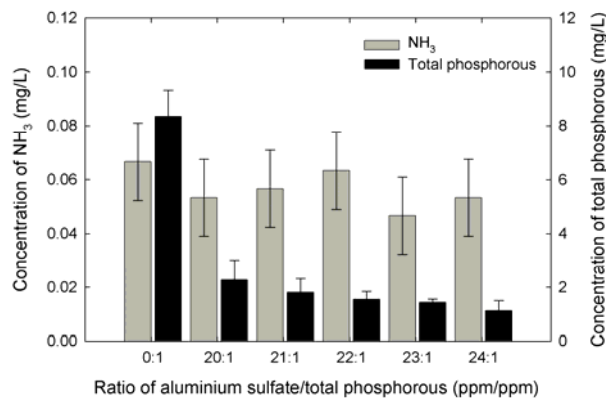 0.12
0.10
0.08
0.06
0.04
0.02
0.00
Concentration of NH₃ (mg/L)
NH₃
Total phosphorous
12
10
8
6
4
2
0
Concentration of total phosphorous (mg/L)
0:1 20:1 21:1 22:1 23:1 24:1
Ratio of aluminium sulfate/total phosphorous (ppm/ppm)